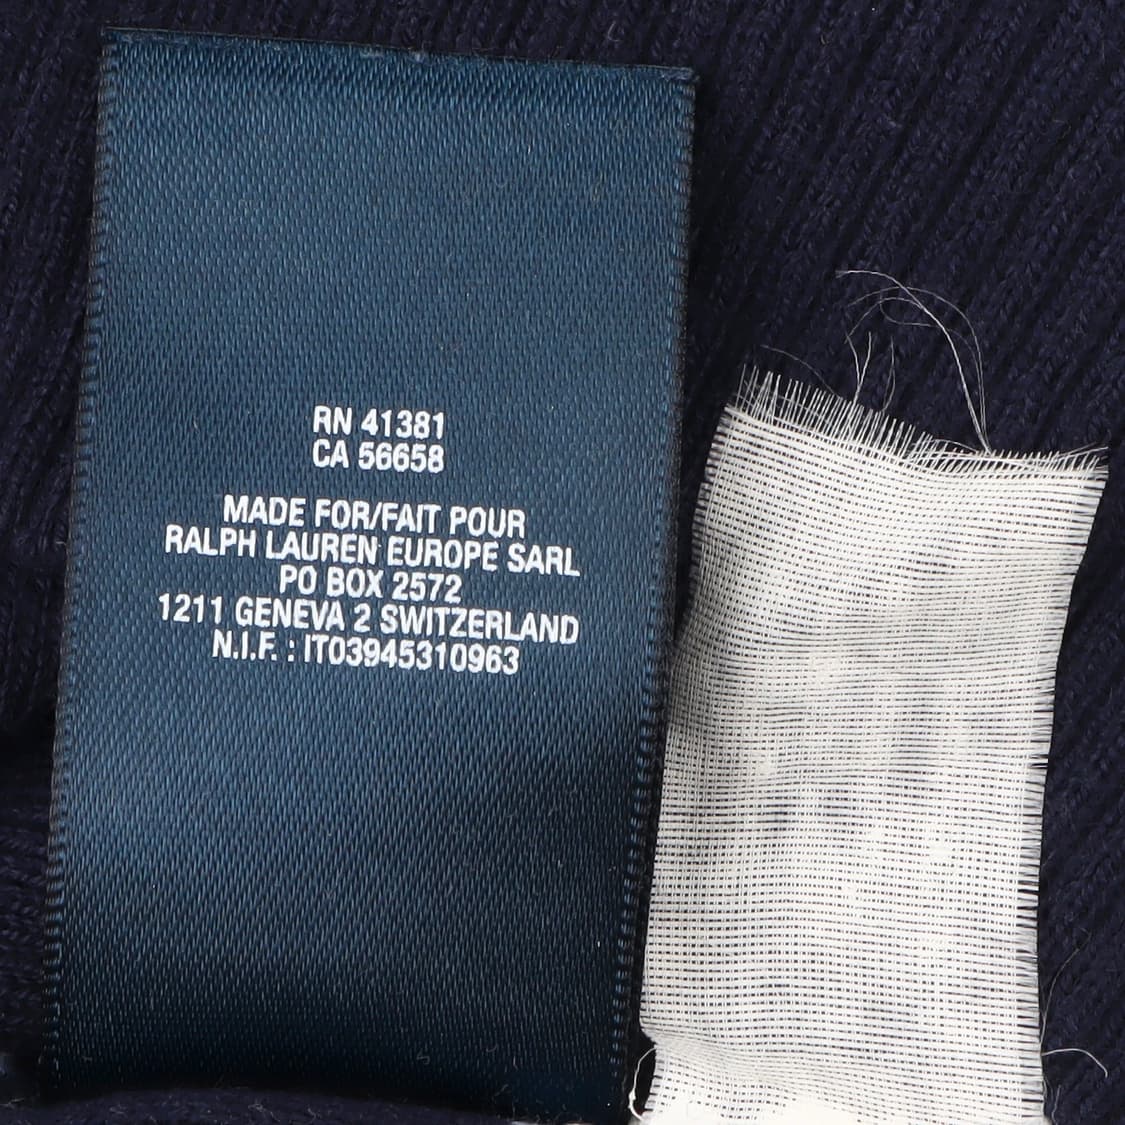 RN 41381
CA 56658
MADE FOR/FAIT POUR
RALPH LAUREN EUROPE SARL
PO BOX 2572
1211 GENEVA 2 SWITZERLAND
N.I.F. : IT03945310963